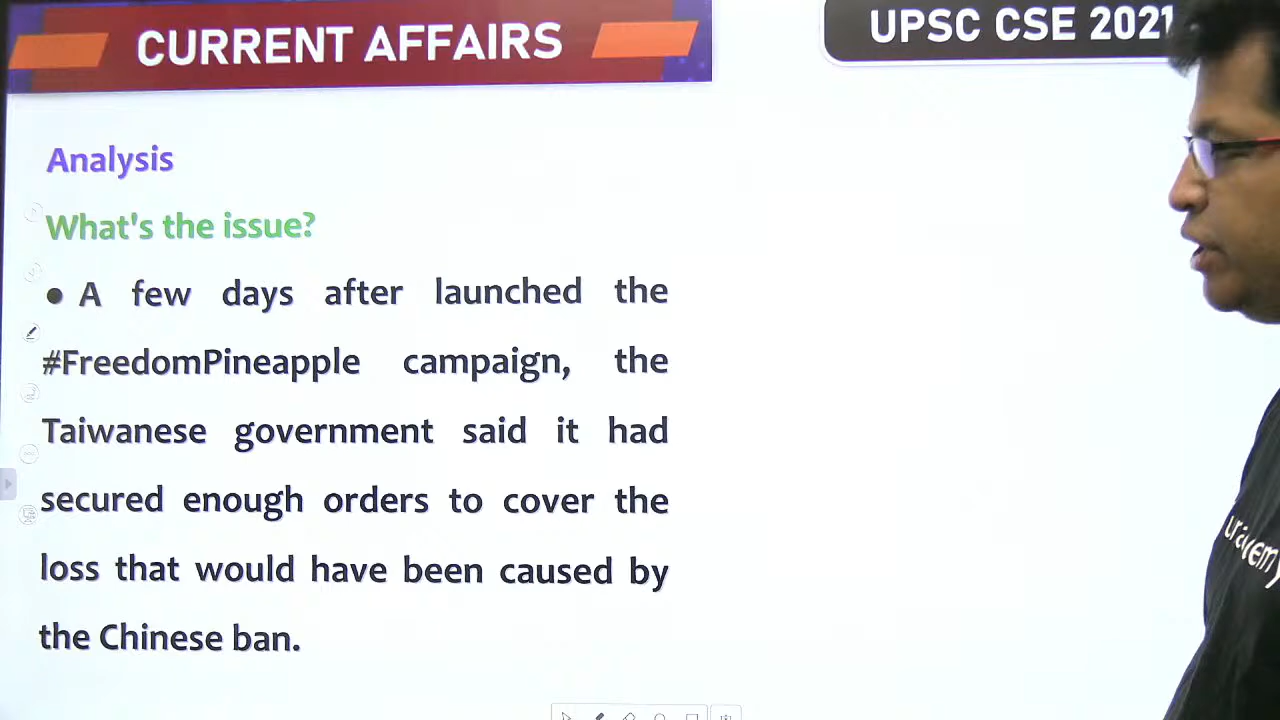 CURRENT AFFAIRS
UPSC CSE 2021
Analysis
What's the issue?
● A few days after launched the
#FreedomPineapple campaign, the
Taiwanese government said it had
secured enough orders to cover the
loss that would have been caused by
the Chinese ban.
unacademy